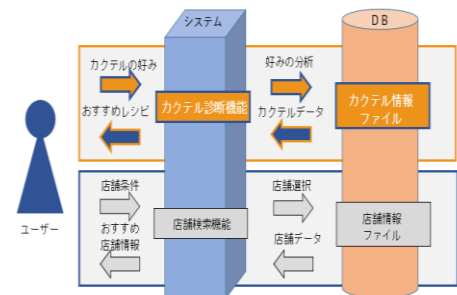 システム
DB
カクテルの好み
好みの分析
おすすめレシピ
カクテル診断機能
カクテルデータ
カクテル情報
ファイル
ユーザー
店舗条件
店舗選択
おすすめ
店舗情報
店舗検索機能
店舗データ
店舗情報
ファイル